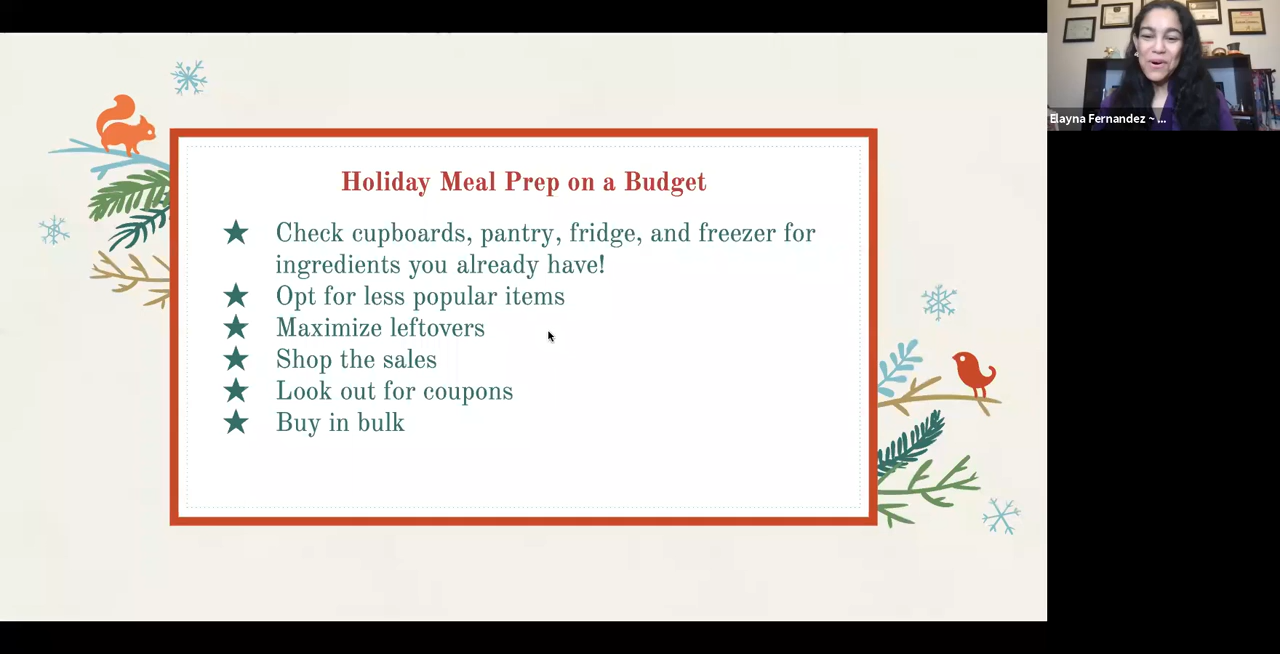 Holiday Meal Prep on a Budget
Check cupboards, pantry, fridge, and freezer for
ingredients you already have!
Opt for less popular items
Maximize leftovers
Shop the sales
Look out for coupons
Buy in bulk
Elayna Fernandez ~ ...